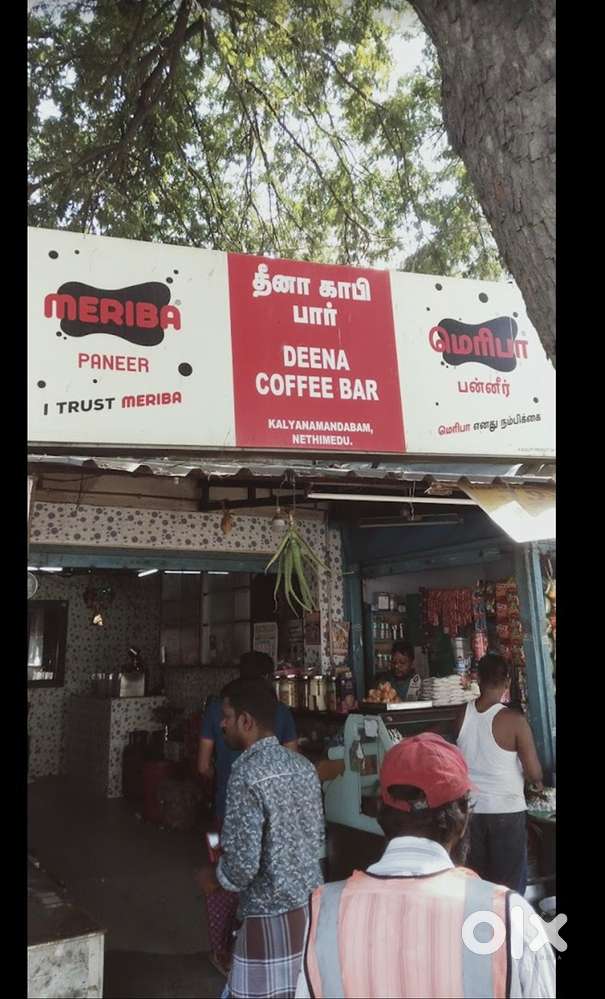 MERIBA
PANEER
I TRUST MERIBA
தீனா காபி
பார்
DEENA
COFFEE BAR
KALYANAMANDABAM,
NETHIMEDU.
மெரிபா
பன்னீர்
மெரிபா எனது நம்பிக்கை
olx